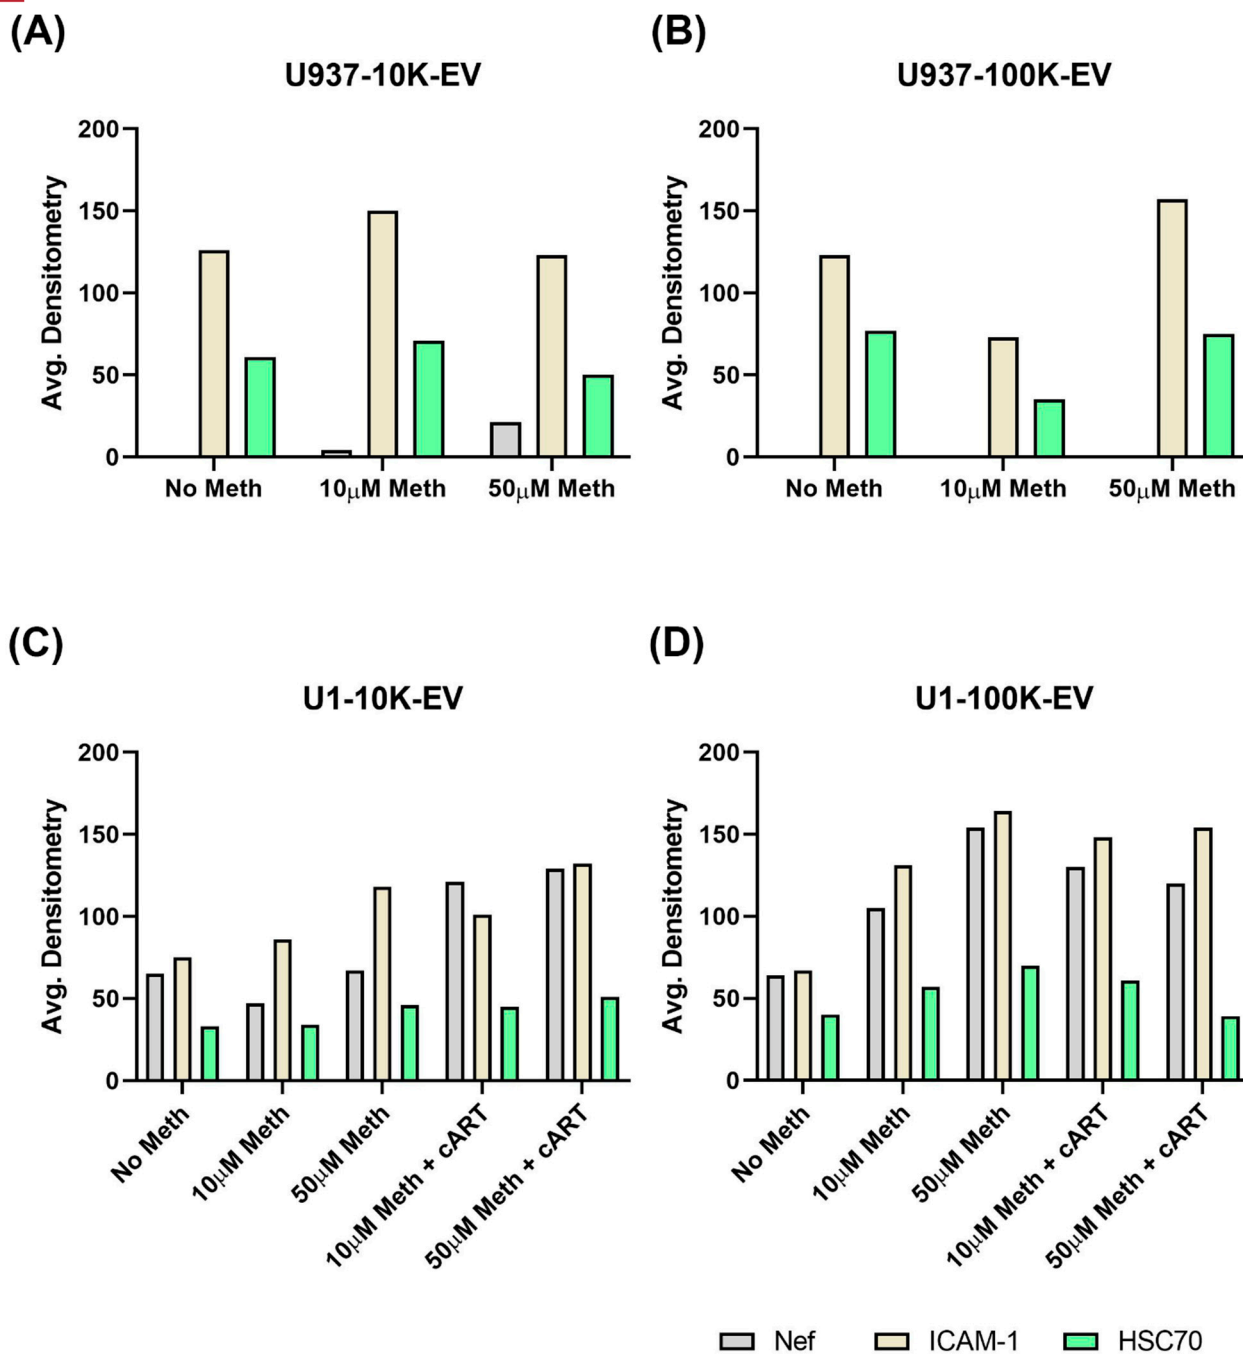 (A)
U937-10K-EV
Avg. Densitometry
200
150
100
50
0
No Meth
10μM Meth
50μM Meth
(B)
U937-100K-EV
Avg. Densitometry
200
150
100
50
0
No Meth
10μM Meth
50μM Meth
(C)
U1-10K-EV
Avg. Densitometry
200
150
100
50
0
No Meth
10μM Meth
50μM Meth
10μM Meth + cART
50μM Meth + cART
(D)
U1-100K-EV
Avg. Densitometry
200
150
100
50
0
No Meth
10μM Meth
50μM Meth
10μM Meth + cART
50μM Meth + cART
Nef
ICAM-1
HSC70